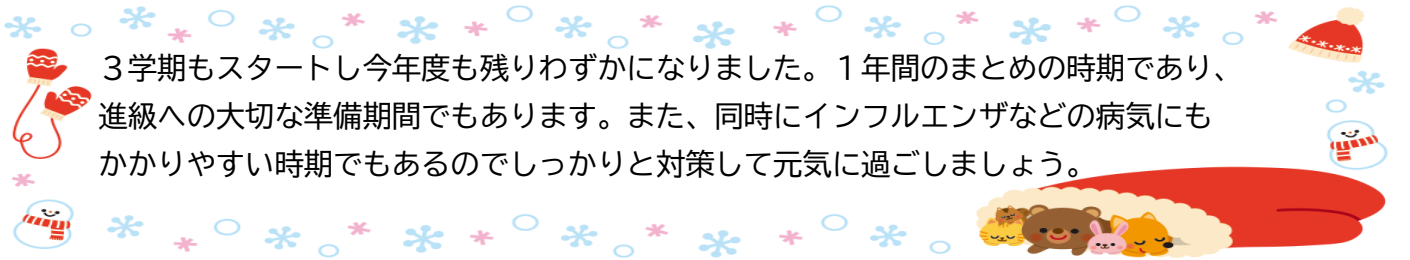 ３学期もスタートし今年度も残りわずかになりました。１年間のまとめの時期であり、
進級への大切な準備期間でもあります。また、同時にインフルエンザなどの病気にも
かかりやすい時期でもあるのでしっかりと対策して元気に過ごしましょう。